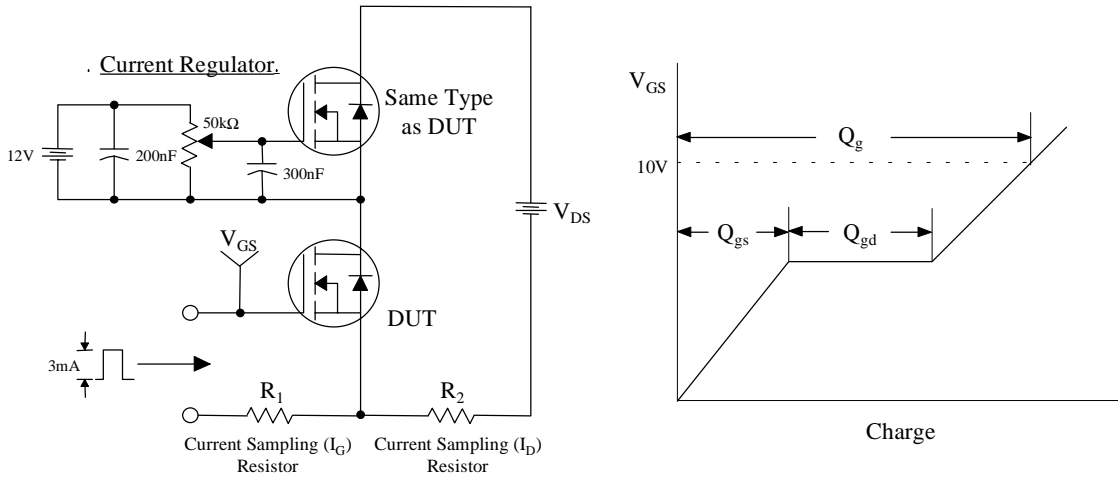 . Current Regulator.
Same Type
as DUT
50kΩ
12V
200nF
300nF
V_DS
V_GS
DUT
3mA
R_1
R_2
Current Sampling (I_G)
Resistor
Current Sampling (I_D)
Resistor
V_GS
Q_g
10V
Q_gs
Q_gd
Charge